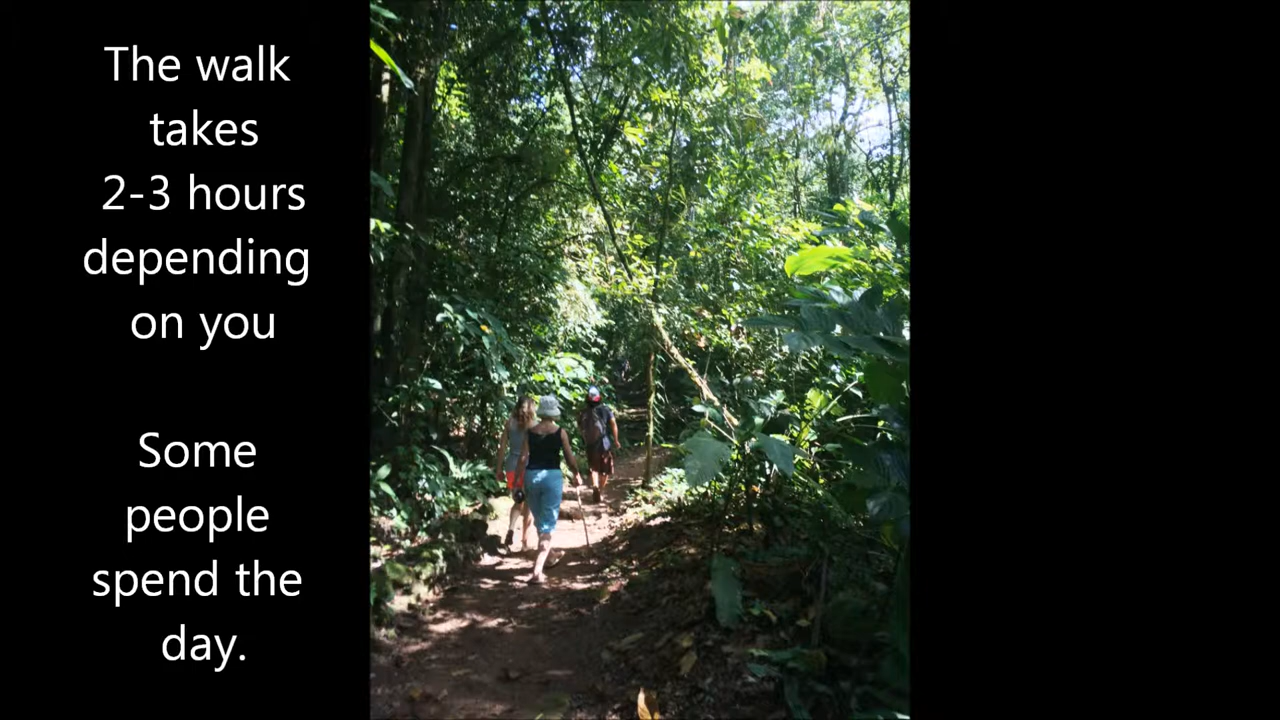 The walk
takes
2-3 hours
depending
on you
Some
people
spend the
day.